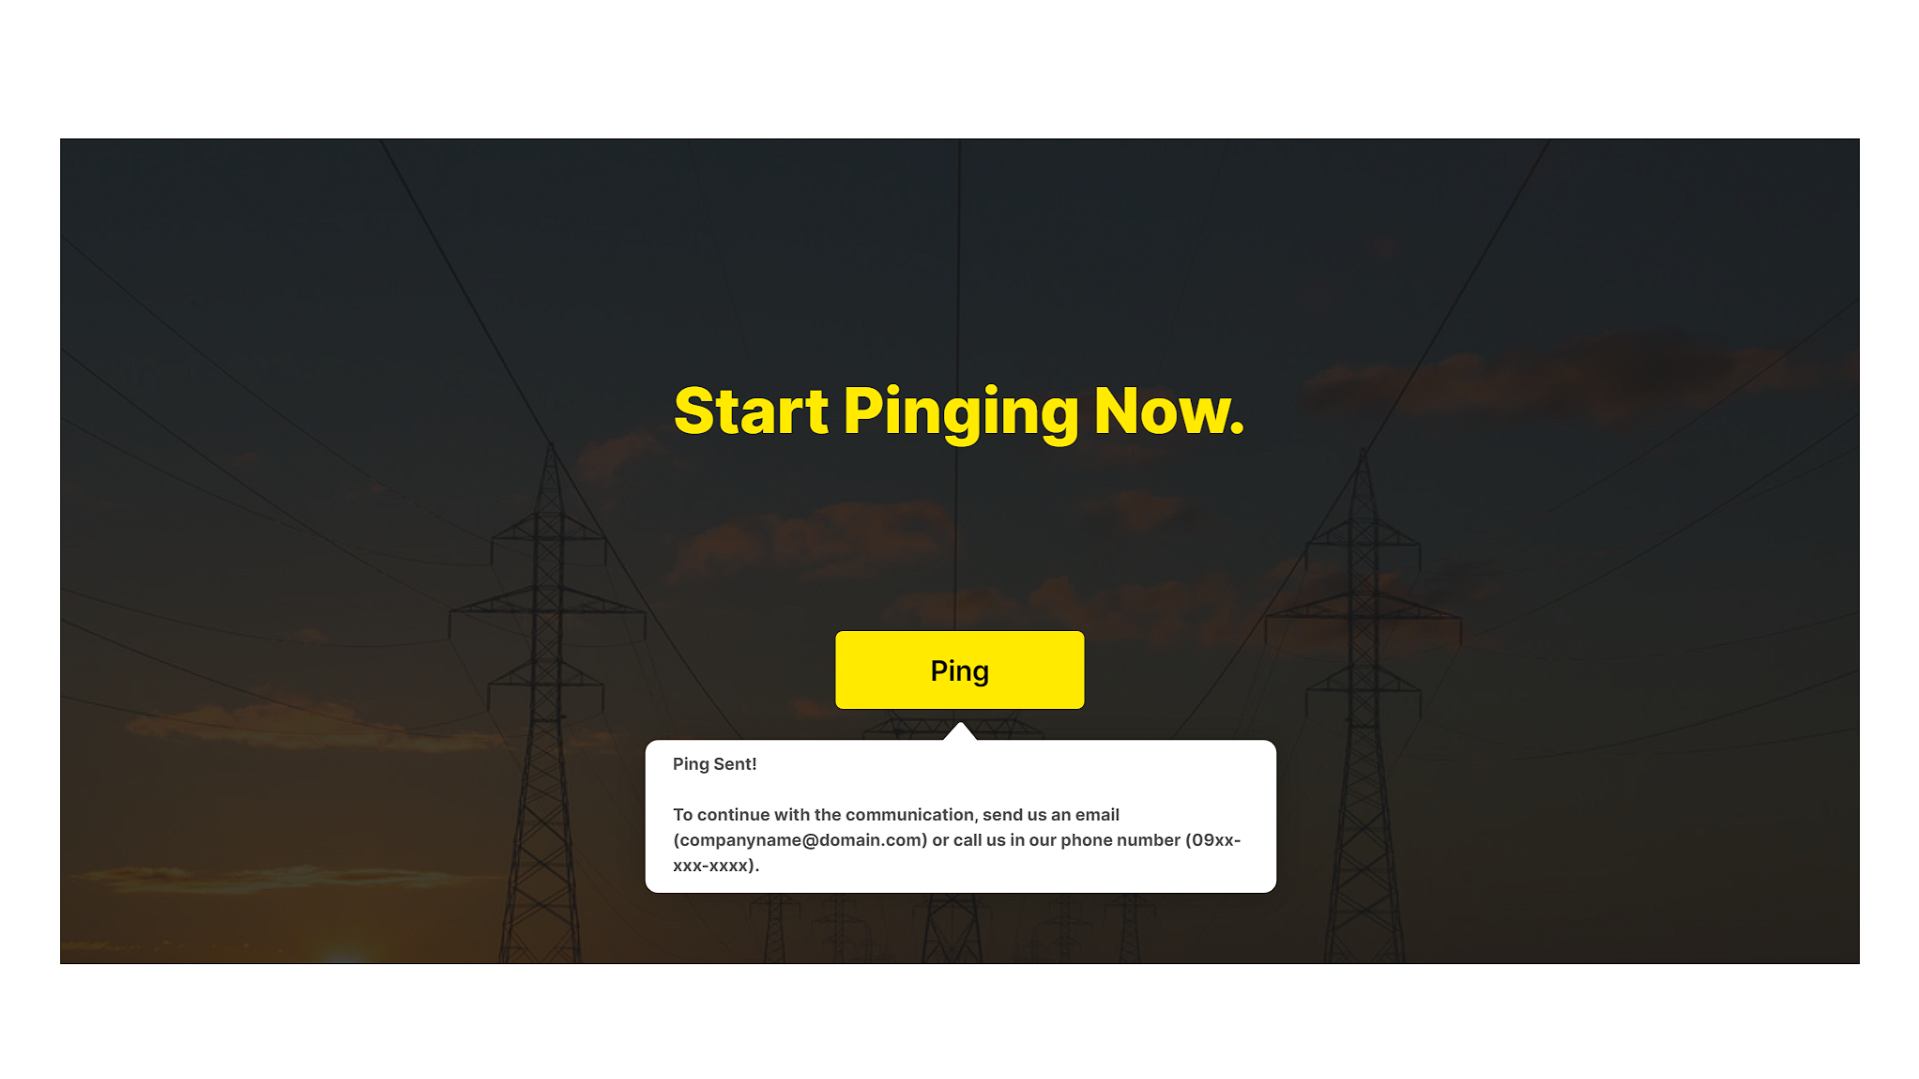 Start Pinging Now.
Ping
Ping Sent!
To continue with the communication, send us an email
(companyname@domain.com) or call us in our phone number (09xx-
xxx-xxxx).